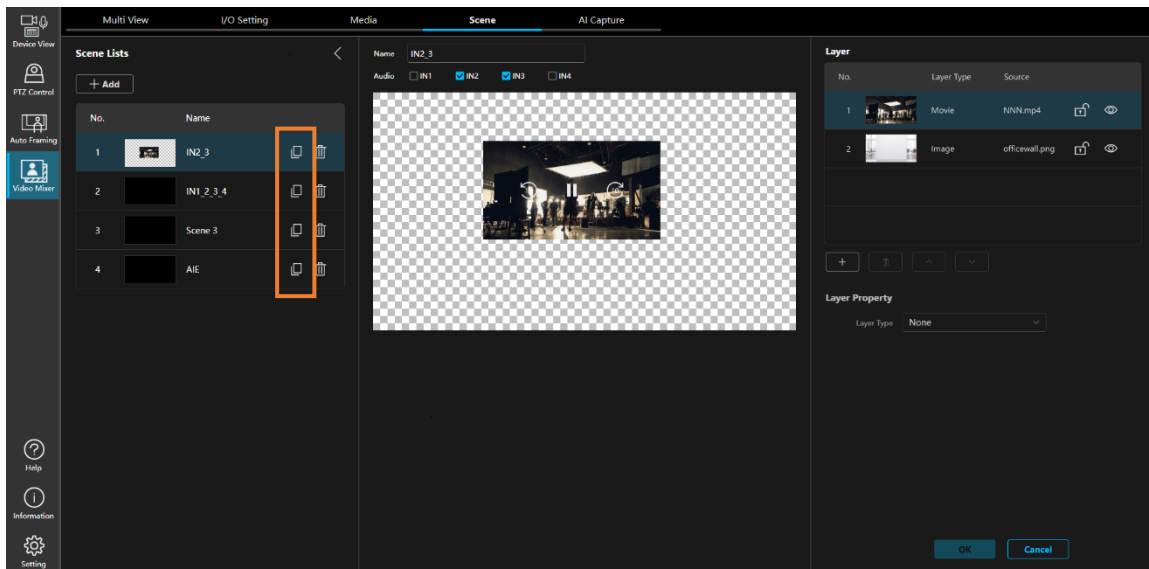 Multi View I/O Setting Media Scene AI Capture
Device View
PTZ Control
Auto Framing
Video Mixer
Help
Information
Setting
Scene Lists
+ Add
No. Name
1 IN2_3
2 IN1_2_3_4
3 Scene 3
4 AIE
Name IN2_3
Audio IN1 IN2 IN3 IN4
Layer
No. Layer Type Source
1 Movie NNN.mp4
2 Image officewall.png
Layer Property
Layer Type None
OK Cancel